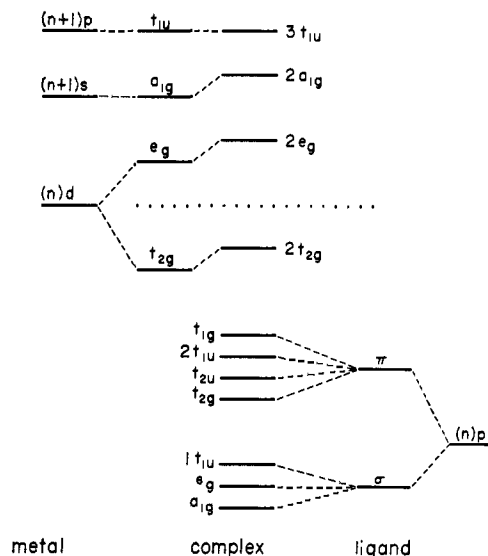 (n+1)p t₁ᵤ 3t₁ᵤ
(n+1)s a₁g 2a₁g
eg 2eg
(n)d
t₂g 2t₂g
t₁g
2t₁ᵤ π
t₂ᵤ
t₂g
(n)p
1t₁ᵤ
eg σ
a₁g
metal complex ligand